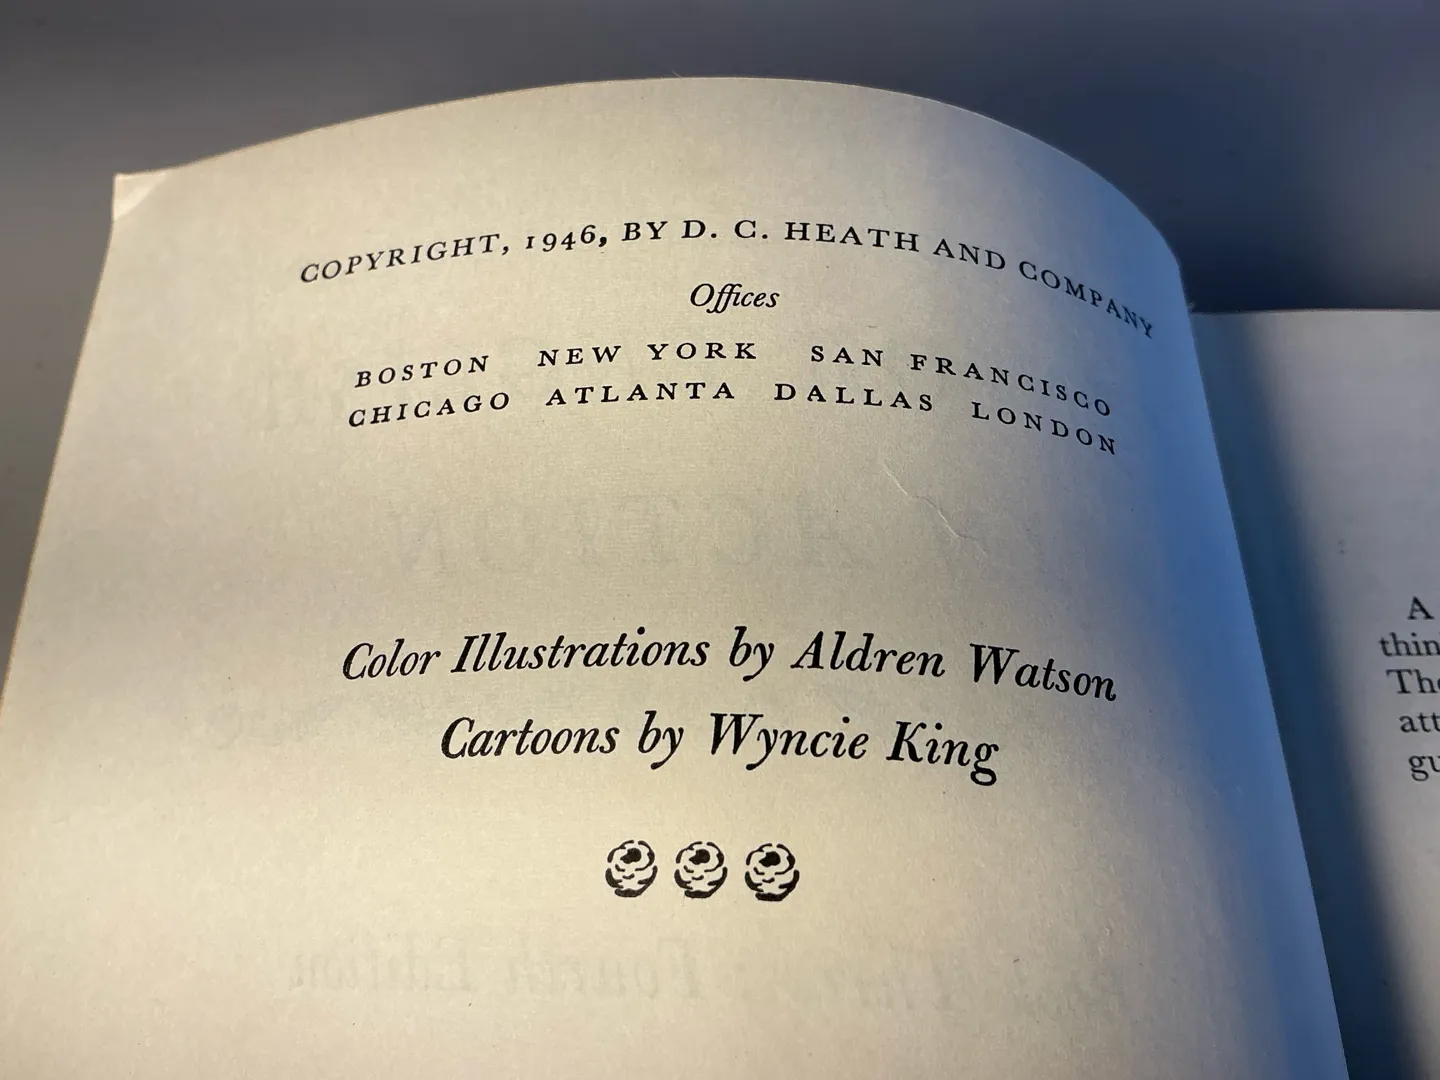 COPYRIGHT, 1946, BY D. C. HEATH AND COMPANY
Offices
BOSTON NEW YORK SAN FRANCISCO
CHICAGO ATLANTA DALLAS LONDON
Color Illustrations by Aldren Watson
Cartoons by Wyncie King
A